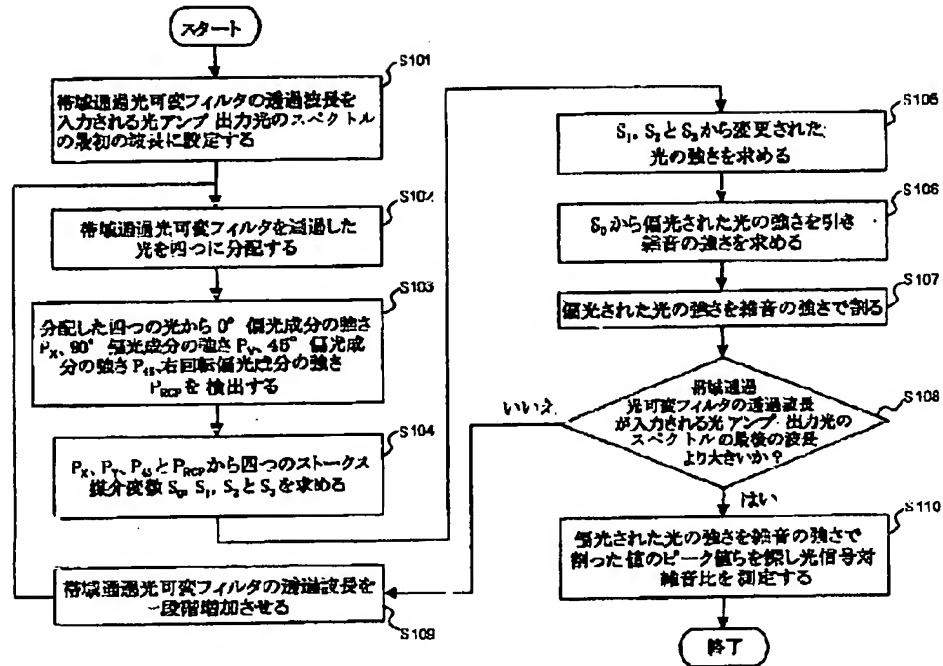 スタート
S101
帯域通過光可変フィルタの透過波長を
入力される光アンプ出力光のスペクトル
の最初の波長に設定する
S104
帯域通過光可変フィルタを通過した
光を四つに分配する
S103
分配した四つの光から 0° 偏光成分の強さ
PX、90° 偏光成分の強さ PY、45° 偏光成
分の強さ P45、右回転偏光成分の強さ
PRCPを検出する
S104
PX、PY、P45とPRCPから四つのストークス
媒介変数 S0, S1, S2とS3を求める
帯域通過光可変フィルタの透過波長を
一段階増加させる
S109
S105
S1, S2とS3から変更された
光の強さを求める
S106
S0から偏光された光の強さを引き
雑音の強さを求める
S107
偏光された光の強さを雑音の強さで割る
S108
帯域通過
光可変フィルタの透過波長
が入力される光アンプ出力光の
スペクトルの最後の波長
より大きいか？
いいえ
はい
S110
偏光された光の強さを雑音の強さで
割った値のピーク値らを探し光信号対
雑音比を測定する
終了